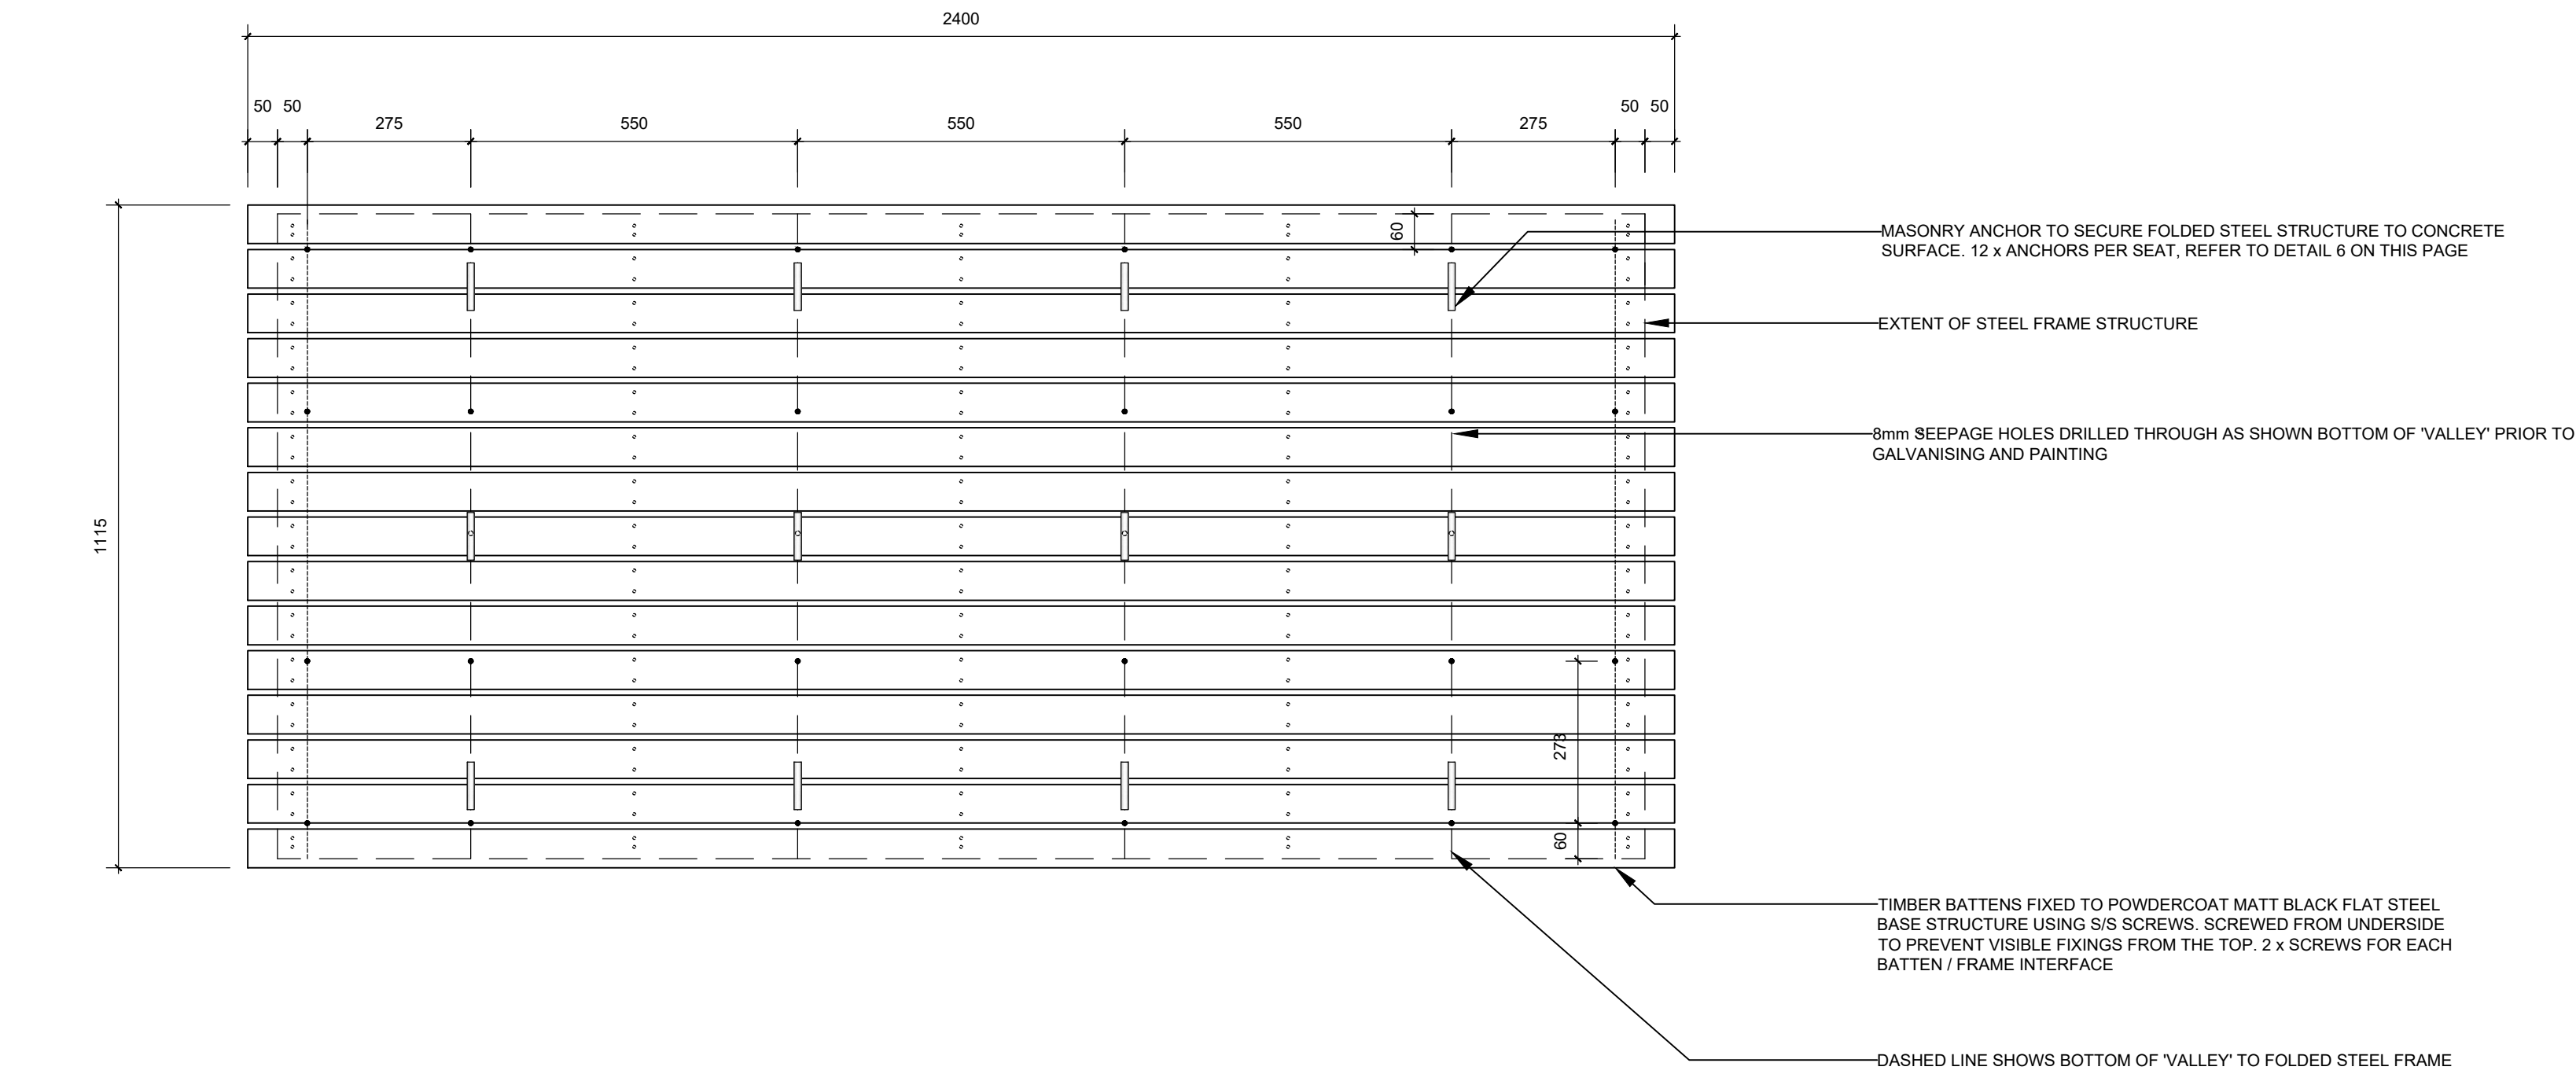 2400
50 50
50 50
275
550
550
550
275
60
MASONRY ANCHOR TO SECURE FOLDED STEEL STRUCTURE TO CONCRETE
SURFACE. 12 x ANCHORS PER SEAT, REFER TO DETAIL 6 ON THIS PAGE
EXTENT OF STEEL FRAME STRUCTURE
8mm SEEPAGE HOLES DRILLED THROUGH AS SHOWN BOTTOM OF 'VALLEY' PRIOR TO
GALVANISING AND PAINTING
1115
273
60
TIMBER BATTENS FIXED TO POWDERCOAT MATT BLACK FLAT STEEL
BASE STRUCTURE USING S/S SCREWS. SCREWED FROM UNDERSIDE
TO PREVENT VISIBLE FIXINGS FROM THE TOP. 2 x SCREWS FOR EACH
BATTEN / FRAME INTERFACE
DASHED LINE SHOWS BOTTOM OF 'VALLEY' TO FOLDED STEEL FRAME